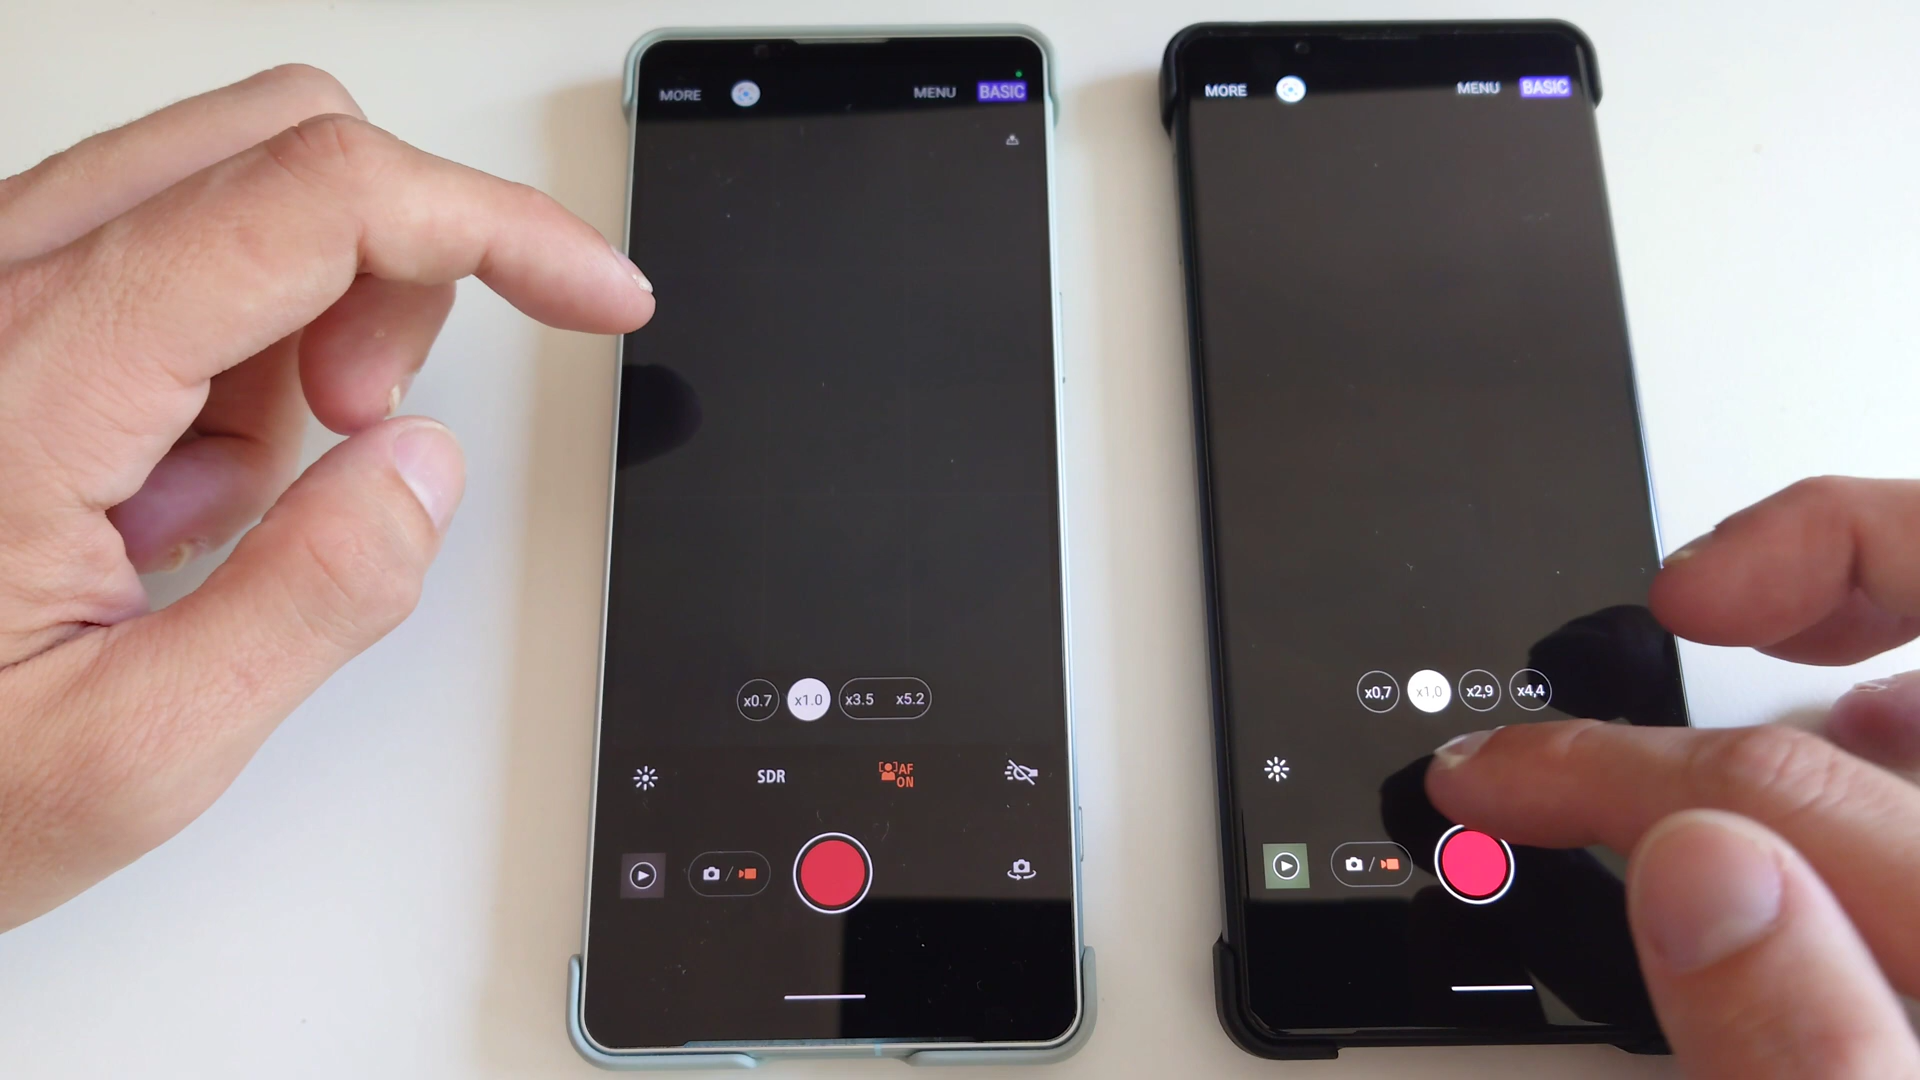 MORE MENU BASIC
x0.7 x1.0 x3.5 x5.2
SDR AF
ON
MORE MENU BASIC
x0,7 x1,0 x2,9 x4,4